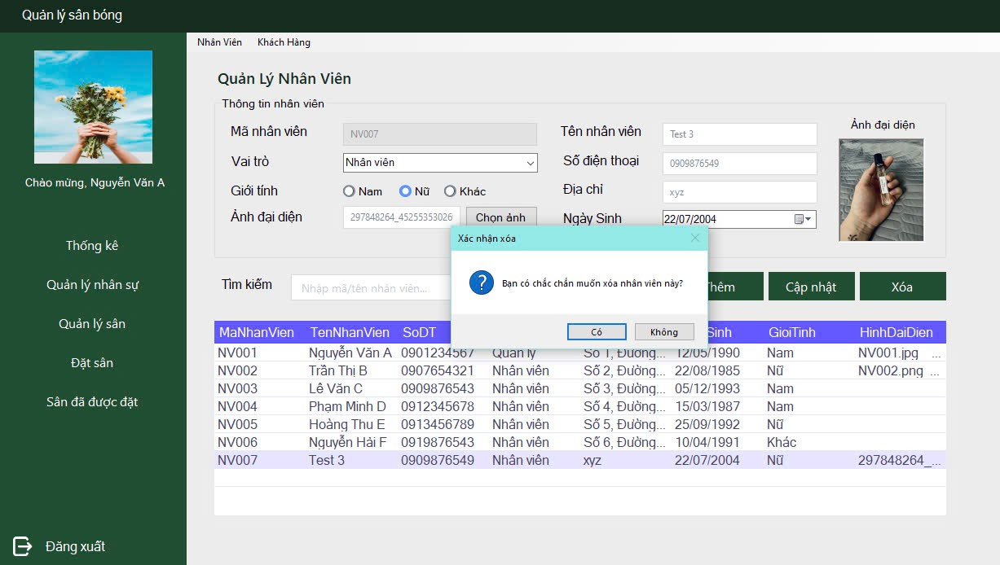 Quản lý sân bóng
Nhân Viên Khách Hàng
Chào mừng, Nguyễn Văn A
Thống kê
Quản lý nhân sự
Quản lý sân
Đặt sân
Sân đã được đặt
Đăng xuất
Quản Lý Nhân Viên
Thông tin nhân viên
Mã nhân viên NV007 Tên nhân viên Test 3 Ảnh đại diện
Vai trò Nhân viên Số điện thoại 0909876549
Giới tính Nam Nữ Khác Địa chỉ xyz
Ảnh đại diện 297848264_45255353026 Chọn ảnh Ngày Sinh 22/07/2004
Xác nhận xóa
Bạn có chắc chắn muốn xóa nhân viên này?
Có Không
Tìm kiếm Nhập mã/tên nhân viên... Cập nhật Xóa
MaNhanVien TenNhanVien SoDT Sinh GioiTinh HinhDaiDien
NV001 Nguyễn Văn A 0901234567 Quản lý Số 1, Đường... 12/05/1990 Nam NV001.jpg ...
NV002 Trần Thị B 0907654321 Nhân viên Số 2, Đường... 22/08/1985 Nữ NV002.png ...
NV003 Lê Văn C 0909876543 Nhân viên Số 3, Đường... 05/12/1993 Nam
NV004 Phạm Minh D 0912345678 Nhân viên Số 4, Đường... 15/03/1987 Nam
NV005 Hoàng Thu E 0913456789 Nhân viên Số 5, Đường... 25/09/1992 Nữ
NV006 Nguyễn Hải F 0919876543 Nhân viên Số 6, Đường... 10/04/1991 Khác
NV007 Test 3 0909876549 Nhân viên xyz 22/07/2004 Nữ 297848264_...